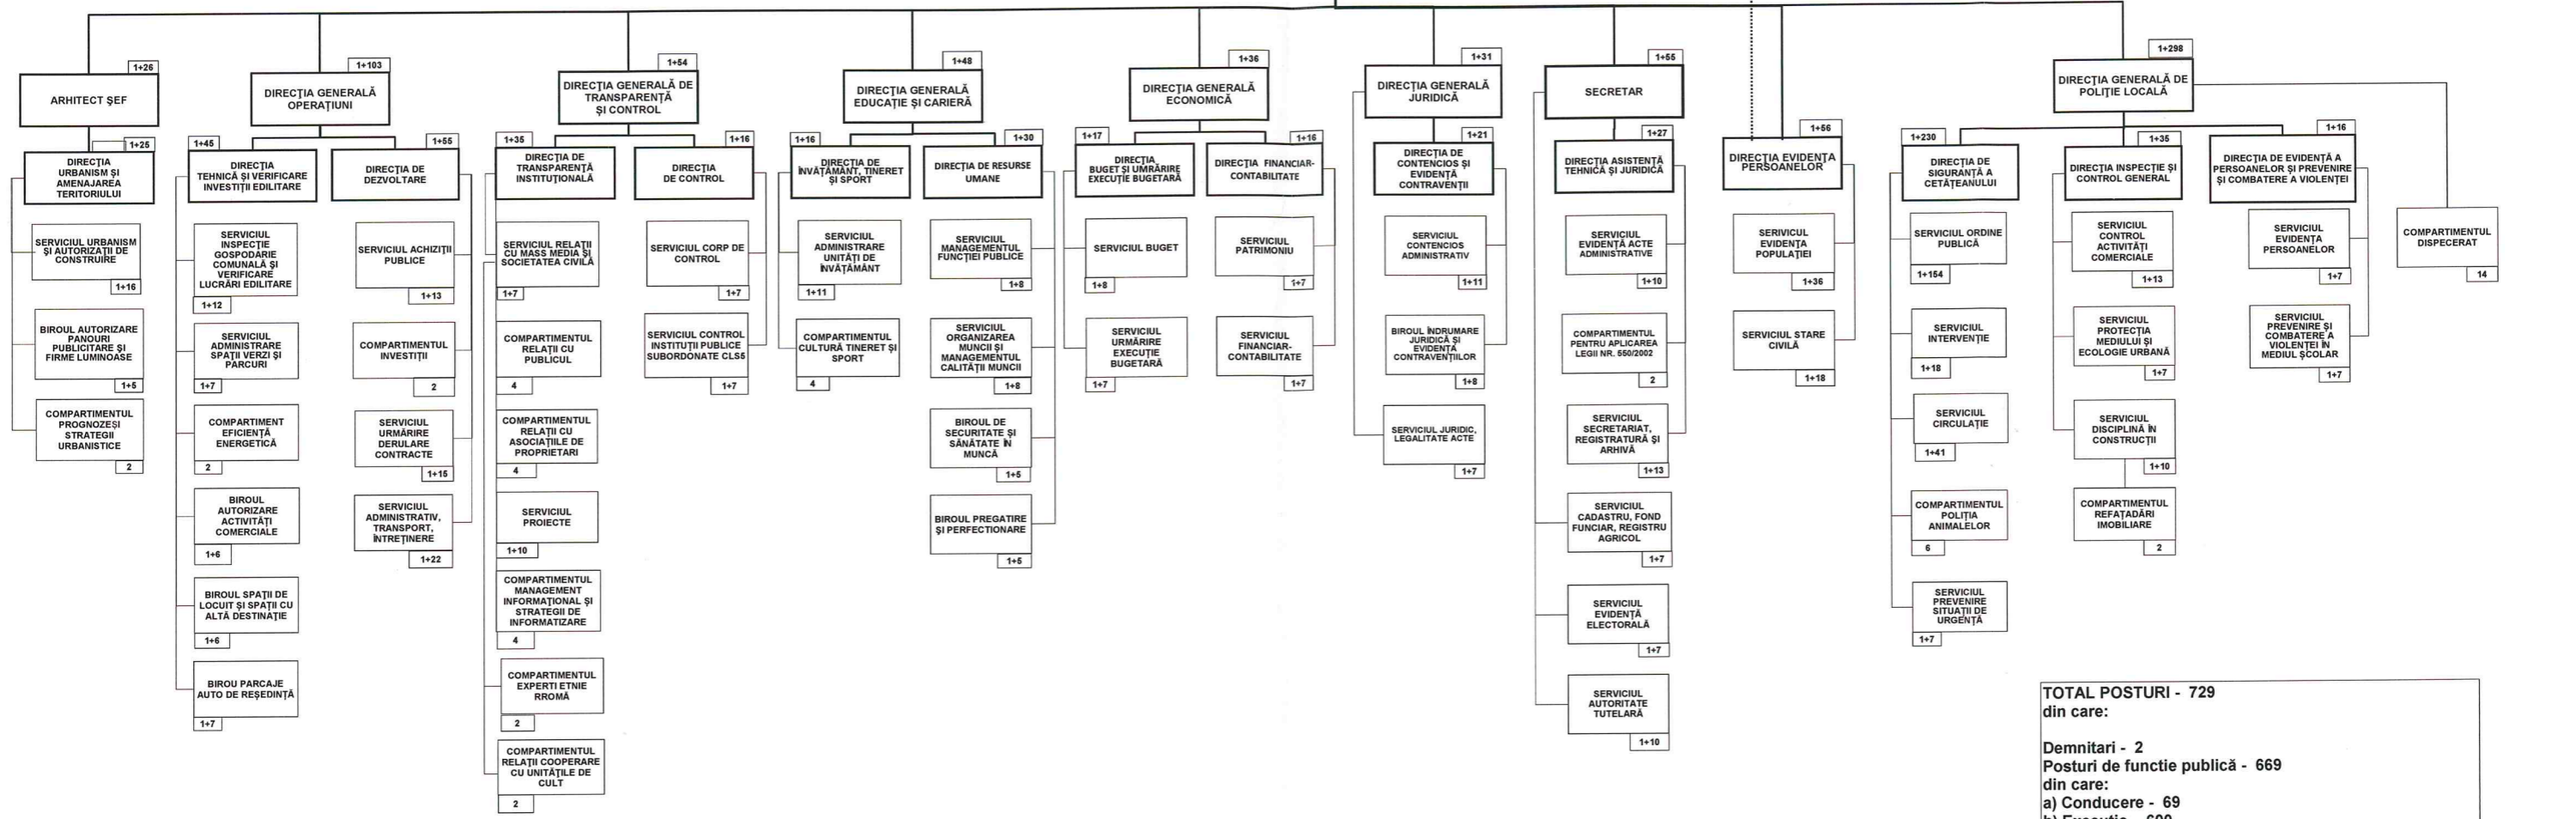 1+26
ARHITECT ŞEF
1+25
DIRECŢIA
URBANISM ŞI
AMENAJAREA
TERITORIULUI
SERVICIUL URBANISM
ŞI AUTORIZAŢII DE
CONSTRUIRE
1+16
BIROUL AUTORIZARE
PANOURI
PUBLICITARE ŞI
FIRME LUMINOASE
1+5
COMPARTIMENTUL
PROGNOZEŞI
STRATEGII
URBANISTICE
2
1+103
DIRECŢIA GENERALĂ
OPERAŢIUNI
1+45
DIRECŢIA
TEHNICĂ ŞI VERIFICARE
INVESTIŢII EDILITARE
SERVICIUL
INSPECŢIE
GOSPODARIE
COMUNALĂ ŞI
VERIFICARE
LUCRĂRI EDILITARE
1+12
SERVICIUL
ADMINISTRARE
SPAŢII VERZI ŞI
PARCURI
1+7
COMPARTIMENT
EFICIENŢĂ
ENERGETICĂ
2
BIROUL
AUTORIZARE
ACTIVITĂŢI
COMERCIALE
1+6
BIROUL SPAŢII DE
LOCUIT ŞI SPAŢII CU
ALTĂ DESTINAŢIE
1+6
BIROU PARCAJE
AUTO DE REŞEDINŢĂ
1+7
1+55
DIRECŢIA DE
DEZVOLTARE
SERVICIUL ACHIZIŢII
PUBLICE
1+13
COMPARTIMENTUL
INVESTIŢII
2
SERVICIUL
URMĂRIRE
DERULARE
CONTRACTE
1+15
SERVICIUL
ADMINISTRATIV,
TRANSPORT,
ÎNTREŢINERE
1+22
1+54
DIRECŢIA GENERALĂ DE
TRANSPARENŢĂ
ŞI CONTROL
1+35
DIRECŢIA DE
TRANSPARENŢĂ
INSTITUŢIONALĂ
SERVICIUL RELAŢII
CU MASS MEDIA ŞI
SOCIETATEA CIVILĂ
1+7
COMPARTIMENTUL
RELAŢII CU
PUBLICUL
4
COMPARTIMENTUL
RELAŢII CU
ASOCIAŢIILE DE
PROPRIETARI
4
SERVICIUL
PROIECTE
1+10
COMPARTIMENTUL
MANAGEMENT
INFORMAŢIONAL ŞI
STRATEGII DE
INFORMATIZARE
4
COMPARTIMENTUL
EXPERTI ETNIE
RROMĂ
2
COMPARTIMENTUL
RELAŢII COOPERARE
CU UNITĂŢILE DE
CULT
2
1+16
DIRECŢIA
DE CONTROL
SERVICIUL CORP DE
CONTROL
1+7
SERVICIUL CONTROL
INSTITUŢII PUBLICE
SUBORDONATE CLS5
1+7
1+48
DIRECŢIA GENERALĂ
EDUCAŢIE ŞI CARIERĂ
1+16
DIRECŢIA DE
ÎNVĂŢĂMÂNT, TINERET
ŞI SPORT
SERVICIUL
ADMINISTRARE
UNITĂŢI DE
ÎNVĂŢĂMÂNT
1+11
COMPARTIMENTUL
CULTURĂ TINERET ŞI
SPORT
4
1+30
DIRECŢIA DE RESURSE
UMANE
SERVICIUL
MANAGEMENTUL
FUNCŢIEI PUBLICE
1+8
SERVICIUL
ORGANIZAREA
MUNCII ŞI
MANAGEMENTUL
CALITĂŢII MUNCII
1+8
BIROUL DE
SECURITATE ŞI
SĂNĂTATE ÎN
MUNCĂ
1+5
BIROUL PREGATIRE
ŞI PERFECTIONARE
1+5
1+36
DIRECŢIA GENERALĂ
ECONOMICĂ
1+17
DIRECŢIA
BUGET ŞI UMRĂRIRE
EXECUŢIE BUGETARĂ
SERVICIUL BUGET
1+8
SERVICIUL
URMĂRIRE
EXECUŢIE
BUGETARĂ
1+7
1+16
DIRECŢIA FINANCIAR-
CONTABILITATE
SERVICIUL
PATRIMONIU
1+7
SERVICIUL
FINANCIAR-
CONTABILITATE
1+7
1+31
DIRECŢIA GENERALĂ
JURIDICĂ
1+21
DIRECŢIA DE
CONTENCIOS ŞI
EVIDENŢĂ
CONTRAVENŢII
SERVICIUL
CONTENCIOS
ADMINISTRATIV
1+11
BIROUL ÎNDRUMARE
JURIDICĂ ŞI
EVIDENŢA
CONTRAVENŢIILOR
1+8
SERVICIUL JURIDIC,
LEGALITATE ACTE
1+7
1+55
SECRETAR
1+27
DIRECŢIA ASISTENŢĂ
TEHNICĂ ŞI JURIDICĂ
SERVICIUL
EVIDENŢĂ ACTE
ADMINISTRATIVE
1+10
COMPARTIMENTUL
PENTRU APLICAREA
LEGII NR. 550/2002
2
SERVICIUL
SECRETARIAT,
REGISTRATURĂ ŞI
ARHIVĂ
1+13
SERVICIUL
CADASTRU, FOND
FUNCIAR, REGISTRU
AGRICOL
1+7
SERVICIUL
EVIDENŢĂ
ELECTORALĂ
1+7
SERVICIUL
AUTORITATE
TUTELARĂ
1+10
1+56
DIRECŢIA EVIDENŢA
PERSOANELOR
SERVICUL
EVIDENŢA
POPULAŢIEI
1+36
SERVICIUL STARE
CIVILĂ
1+18
1+298
DIRECŢIA GENERALĂ DE
POLIŢIE LOCALĂ
1+230
DIRECŢIA DE
SIGURANŢĂ A
CETĂŢEANULUI
SERVICIUL ORDINE
PUBLICĂ
1+154
SERVICIUL
INTERVENŢIE
1+18
SERVICIUL
CIRCULAŢIE
1+41
COMPARTIMENTUL
POLIŢIA
ANIMALELOR
6
SERVICIUL
PREVENIRE
SITUAŢII DE
URGENŢĂ
1+7
1+35
DIRECŢIA INSPECŢIE ŞI
CONTROL GENERAL
SERVICIUL
CONTROL
ACTIVITĂŢI
COMERCIALE
1+13
SERVICIUL
PROTECŢIA
MEDIULUI ŞI
ECOLOGIE URBANĂ
1+7
SERVICIUL
DISCIPLINĂ ÎN
CONSTRUCŢII
1+10
COMPARTIMENTUL
REFAŢADĂRI
IMOBILIARE
2
1+16
DIRECŢIA DE EVIDENŢĂ A
PERSOANELOR ŞI PREVENIRE
ŞI COMBATERE A VIOLENŢEI
SERVICIUL
EVIDENŢA
PERSOANELOR
1+7
SERVICIUL
PREVENIRE ŞI
COMBATERE A
VIOLENŢEI ÎN
MEDIUL ŞCOLAR
1+7
COMPARTIMENTUL
DISPECERAT
14
TOTAL POSTURI - 729
din care:
Demnitari - 2
Posturi de functie publică - 669
din care:
a) Conducere - 69